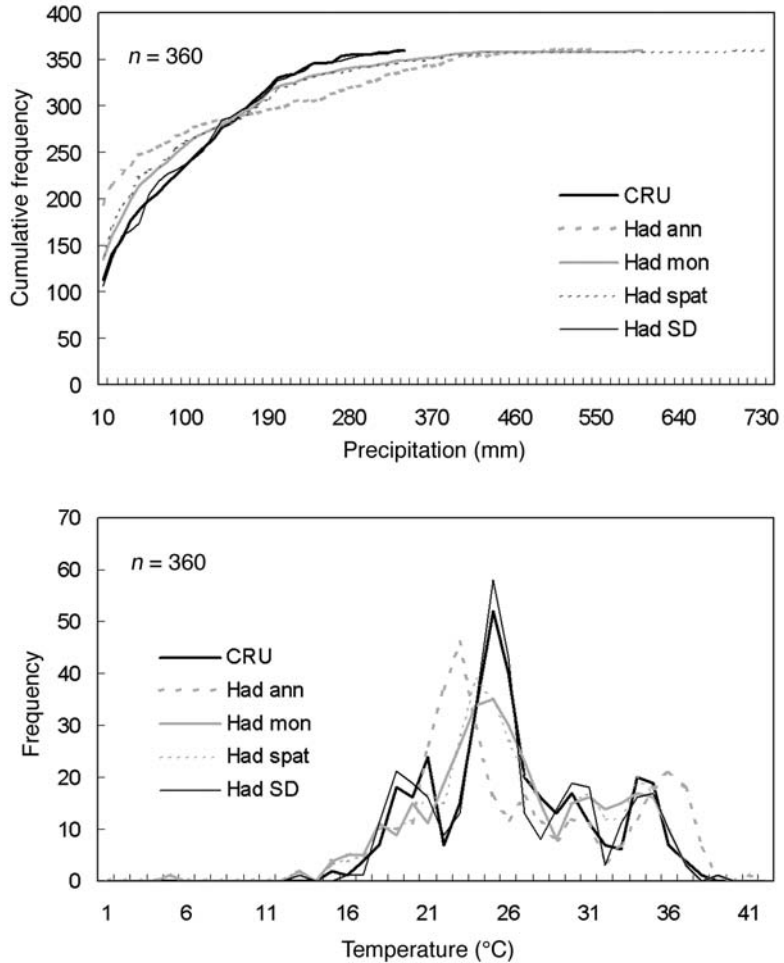 400
350
300
250
200
150
100
50
0
Cumulative frequency
n = 360
CRU
Had ann
Had mon
Had spat
Had SD
10 100 190 280 370 460 550 640 730
Precipitation (mm)
70
60
50
40
30
20
10
0
Frequency
n = 360
CRU
Had ann
Had mon
Had spat
Had SD
1 6 11 16 21 26 31 36 41
Temperature (°C)